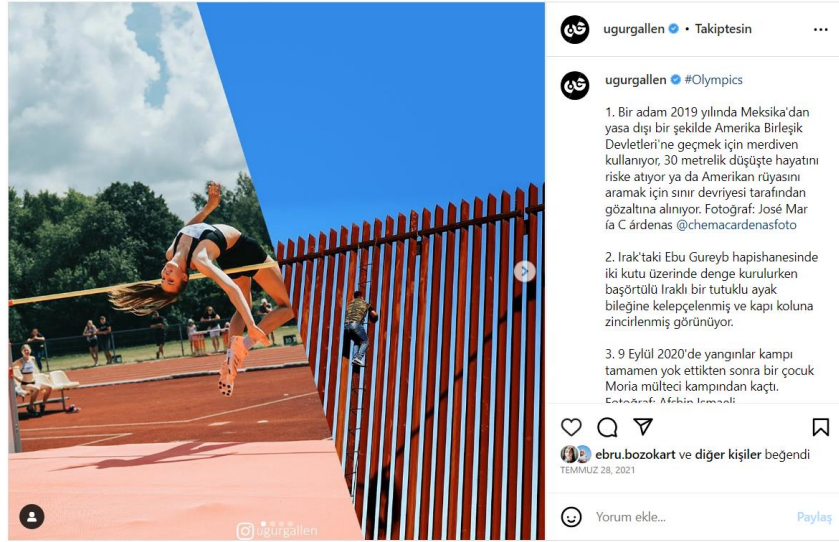 ugurgallen • Takiptesin
ugurgallen #Olympics
1. Bir adam 2019 yılında Meksika'dan
yasa dışı bir şekilde Amerika Birleşik
Devletleri'ne geçmek için merdiven
kullanıyor, 30 metrelik düşüşte hayatını
riske atıyor ya da Amerikan rüyasını
aramak için sınır devriyesi tarafından
gözaltına alınıyor. Fotoğraf: José Mar
ía C árdenas @chemacardenasfoto
2. Irak'taki Ebu Gureyb hapishanesinde
iki kutu üzerinde denge kurulurken
başörtülü Iraklı bir tutuklu ayak
bileğine kelepçelenmiş ve kapı koluna
zincirlenmiş görünüyor.
3. 9 Eylül 2020'de yangınlar kampı
tamamen yok ettikten sonra bir çocuk
Moria mülteci kampından kaçtı.
Fotoğraf: Afshin Ismaeli
ebru.bozokart ve diğer kişiler beğendi
TEMMUZ 28, 2021
Yorum ekle...
Paylaş
ugurgallen